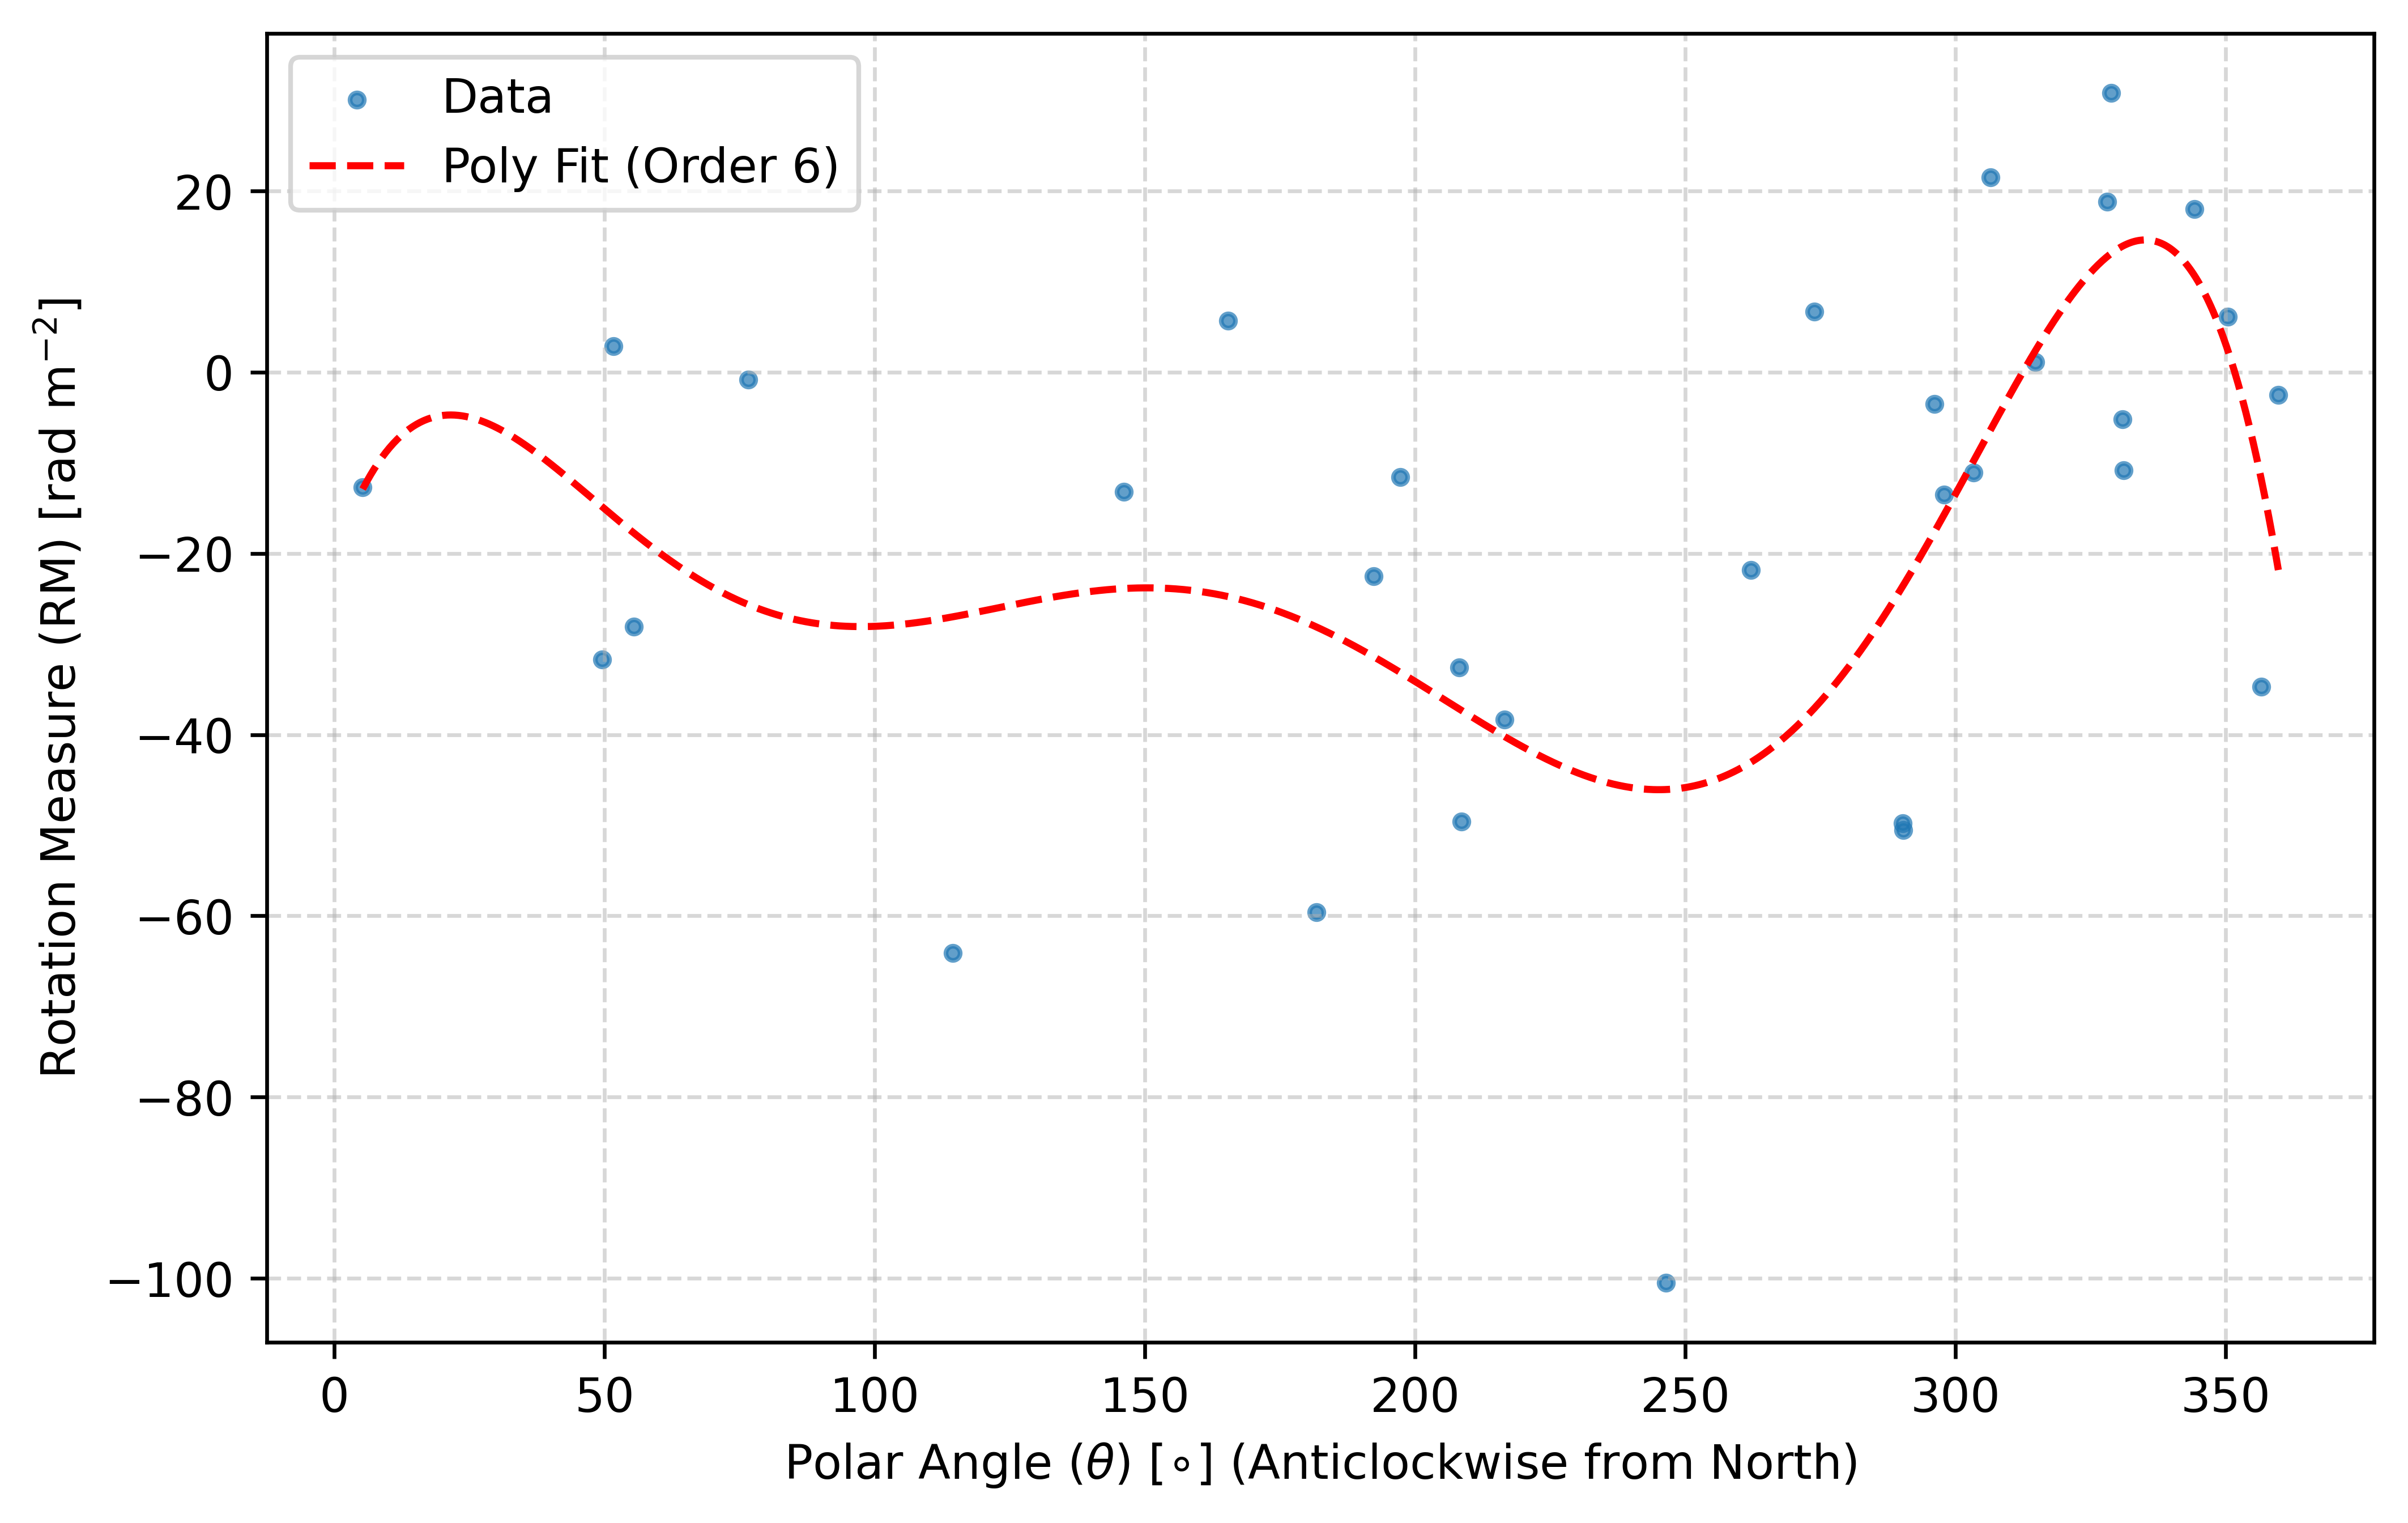 Data
Poly Fit (Order 6)
20
0
−20
−40
−60
−80
−100
Rotation Measure (RM) [rad m⁻²]
0 50 100 150 200 250 300 350
Polar Angle (θ) [∘] (Anticlockwise from North)